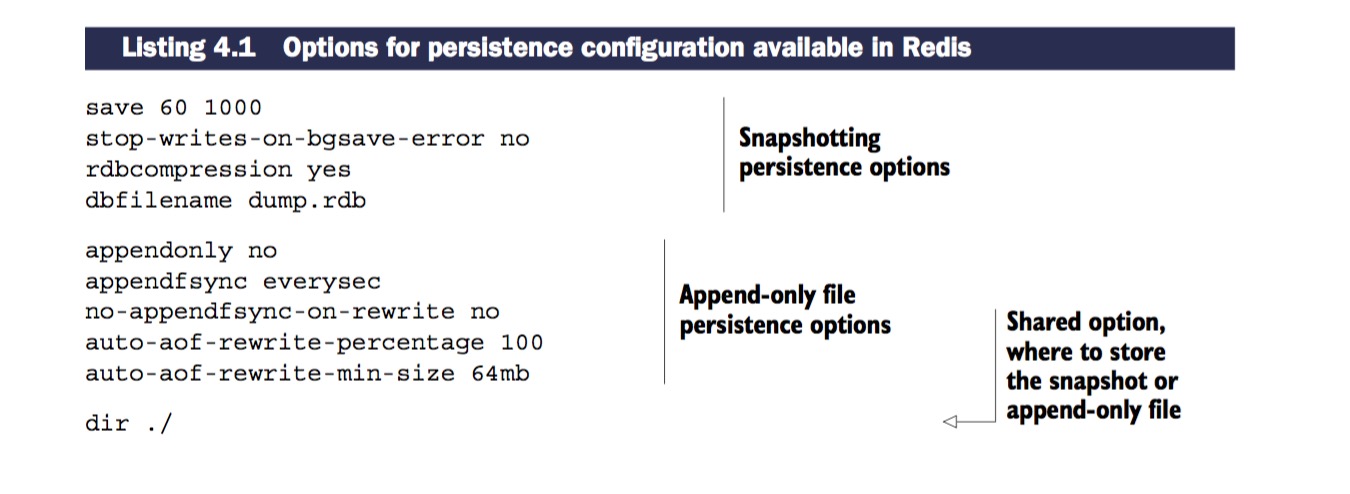 Listing 4.1 Options for persistence configuration available in Redis
save 60 1000
stop-writes-on-bgsave-error no
rdbcompression yes
dbfilename dump.rdb
Snapshotting
persistence options
appendonly no
appendfsync everysec
no-appendfsync-on-rewrite no
auto-aof-rewrite-percentage 100
auto-aof-rewrite-min-size 64mb
Append-only file
persistence options
dir ./
Shared option,
where to store
the snapshot or
append-only file